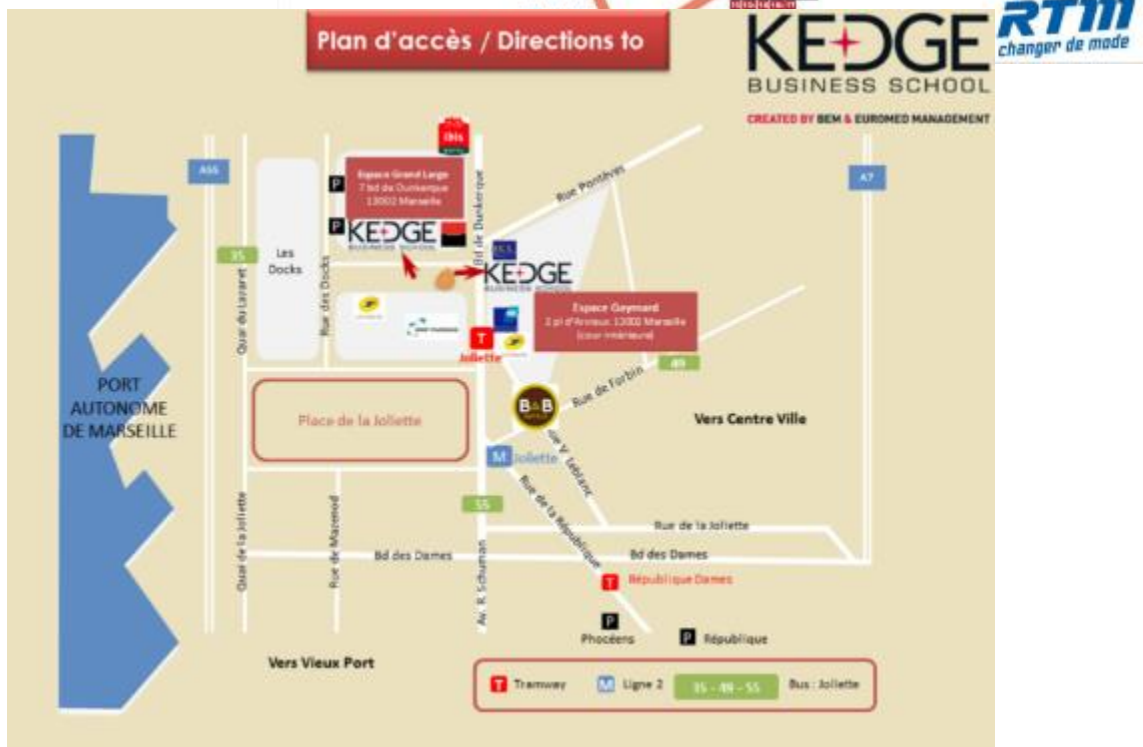 Plan d'accès / Directions to
KEDGE
BUSINESS SCHOOL
CREATED BY BEM & EUROMED MANAGEMENT
RTM
changer de mode
ibis
A55
A7
Espace Grand Large
7 bd de Dunkerque
13002 Marseille
P
P
KEDGE
BUSINESS SCHOOL
Bd de Dunkerque
Rue Pontévès
35
Les
Docks
Quai du Lazaret
Rue des Docks
KEDGE
BUSINESS SCHOOL
Espace Gaymard
2 pl d'Arvieux 13002 Marseille
(cour intérieure)
T
Joliette
49
Rue de Forbin
PORT
AUTONOME
DE MARSEILLE
Place de la Joliette
B&B
Vers Centre Ville
M Joliette
Rue V. Leblanc
55
Rue de la République
Quai de la Joliette
Rue de Mazenod
Av. R. Schuman
Rue de la Joliette
Bd des Dames
Bd des Dames
T République Dames
P
Phocéens
P République
Vers Vieux Port
T Tramway
M Ligne 2
35 - 49 - 55
Bus : Joliette